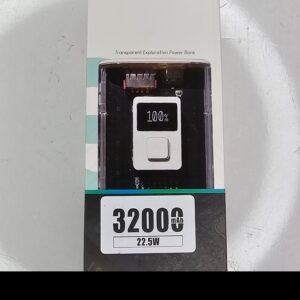 Transparent Exploration Power Bank
100%
32000 mAh
22.5W